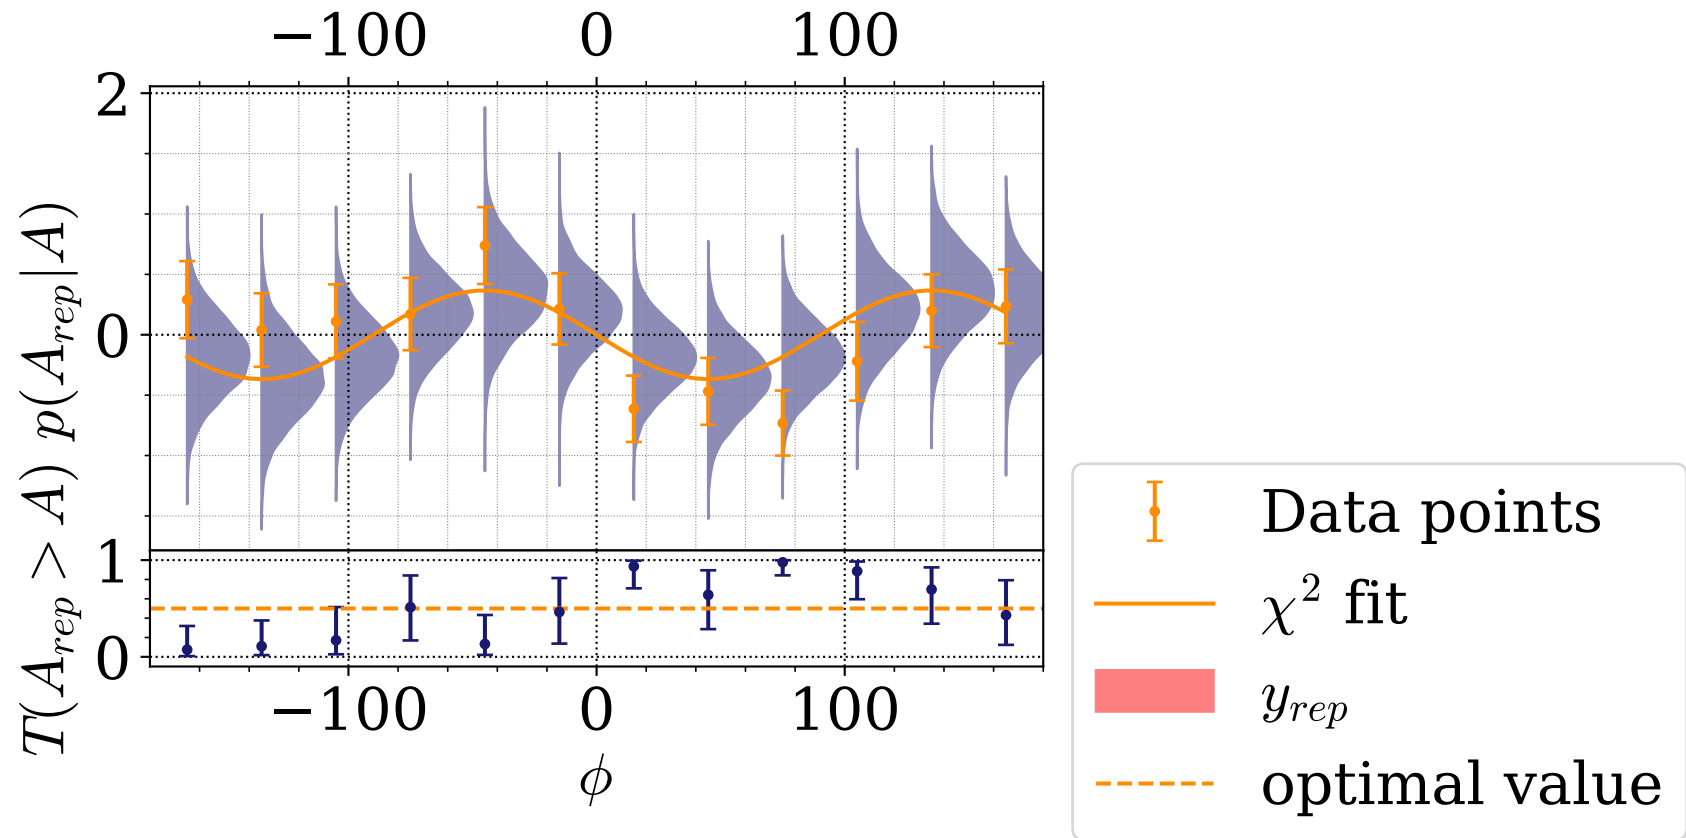 −100 0 100
2
0
p(A_rep|A)
1
0
T(A_rep > A)
−100 0 100
ϕ
Data points
χ² fit
y_rep
optimal value